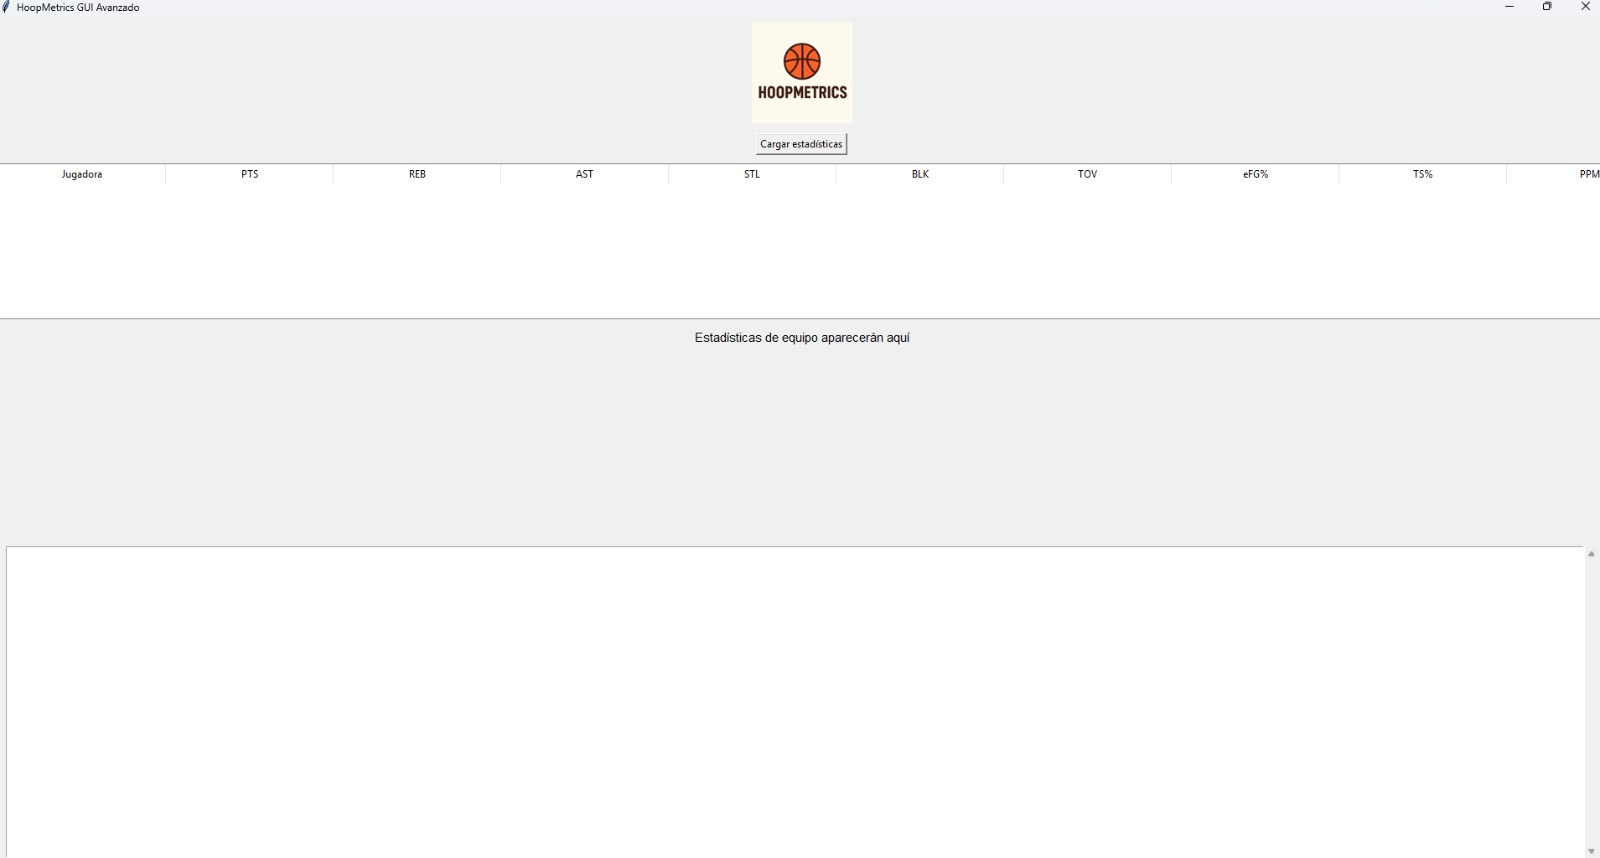 HoopMetrics GUI Avanzado
HOOPMETRICS
Cargar estadísticas
Jugadora PTS REB AST STL BLK TOV eFG% TS% PPM
Estadísticas de equipo aparecerán aquí